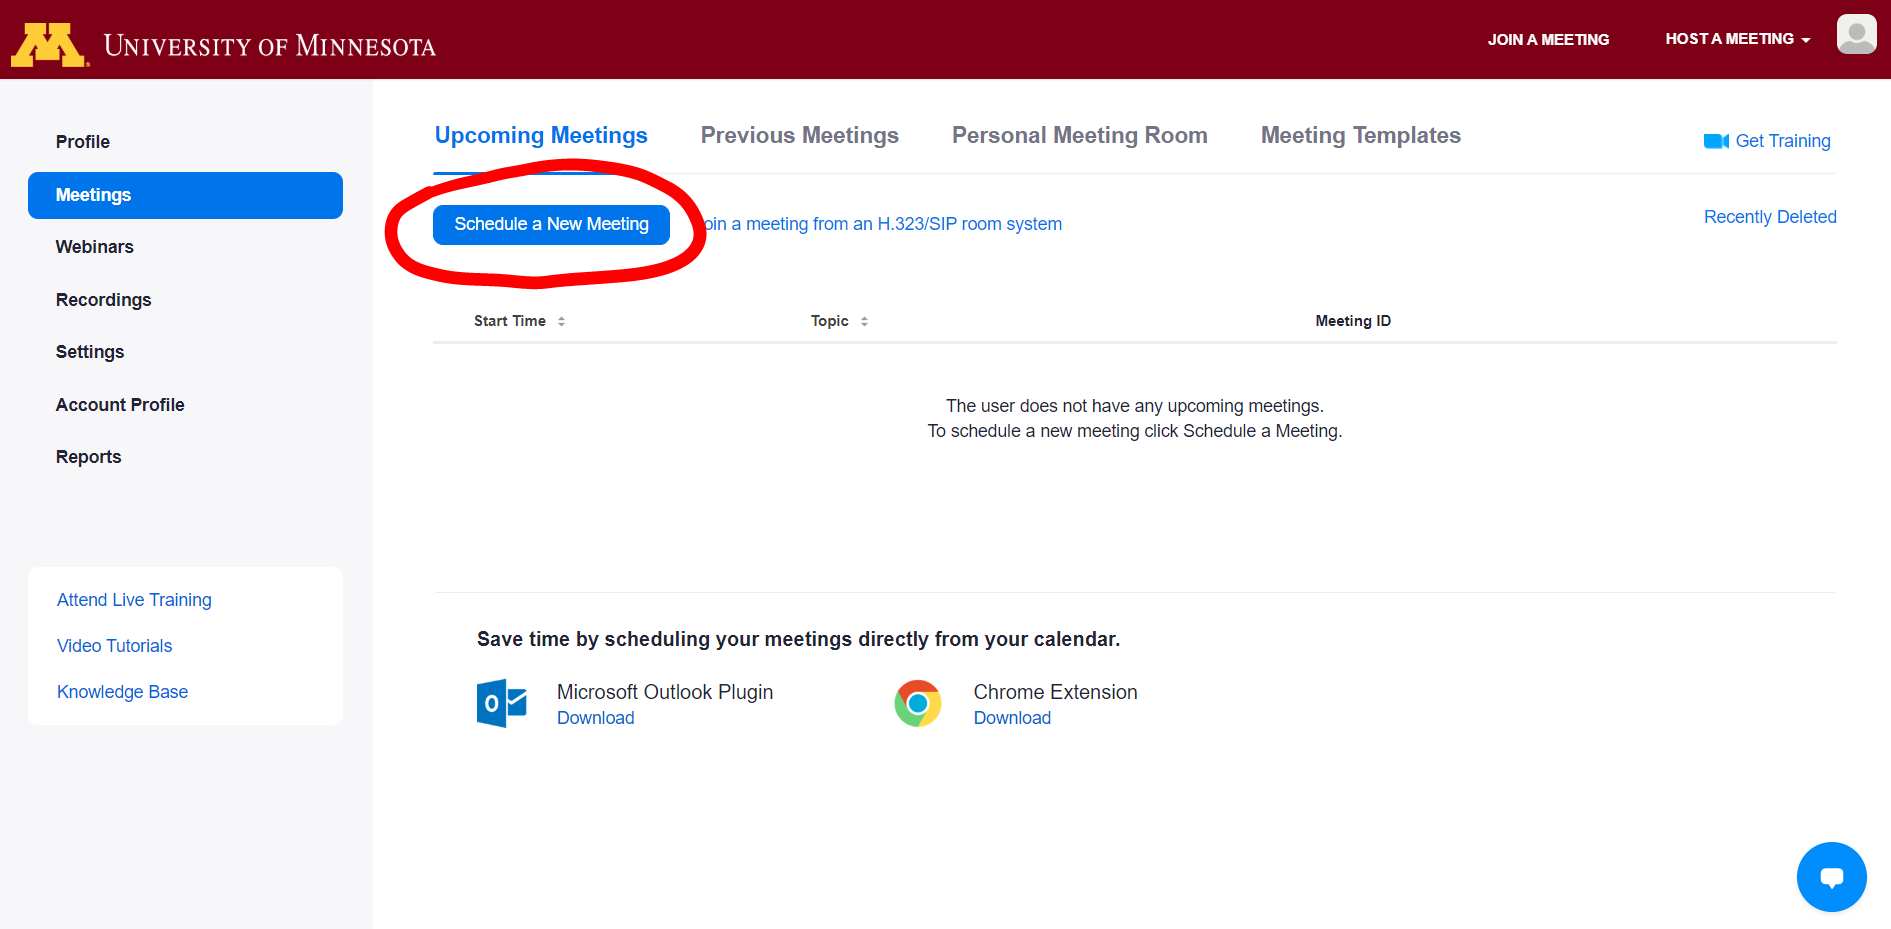 UNIVERSITY OF MINNESOTA
JOIN A MEETING
HOST A MEETING
Profile
Meetings
Webinars
Recordings
Settings
Account Profile
Reports
Attend Live Training
Video Tutorials
Knowledge Base
Upcoming Meetings
Previous Meetings
Personal Meeting Room
Meeting Templates
Get Training
Schedule a New Meeting
oin a meeting from an H.323/SIP room system
Recently Deleted
Start Time
Topic
Meeting ID
The user does not have any upcoming meetings.
To schedule a new meeting click Schedule a Meeting.
Save time by scheduling your meetings directly from your calendar.
Microsoft Outlook Plugin
Download
Chrome Extension
Download